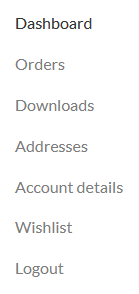 Dashboard
Orders
Downloads
Addresses
Account details
Wishlist
Logout